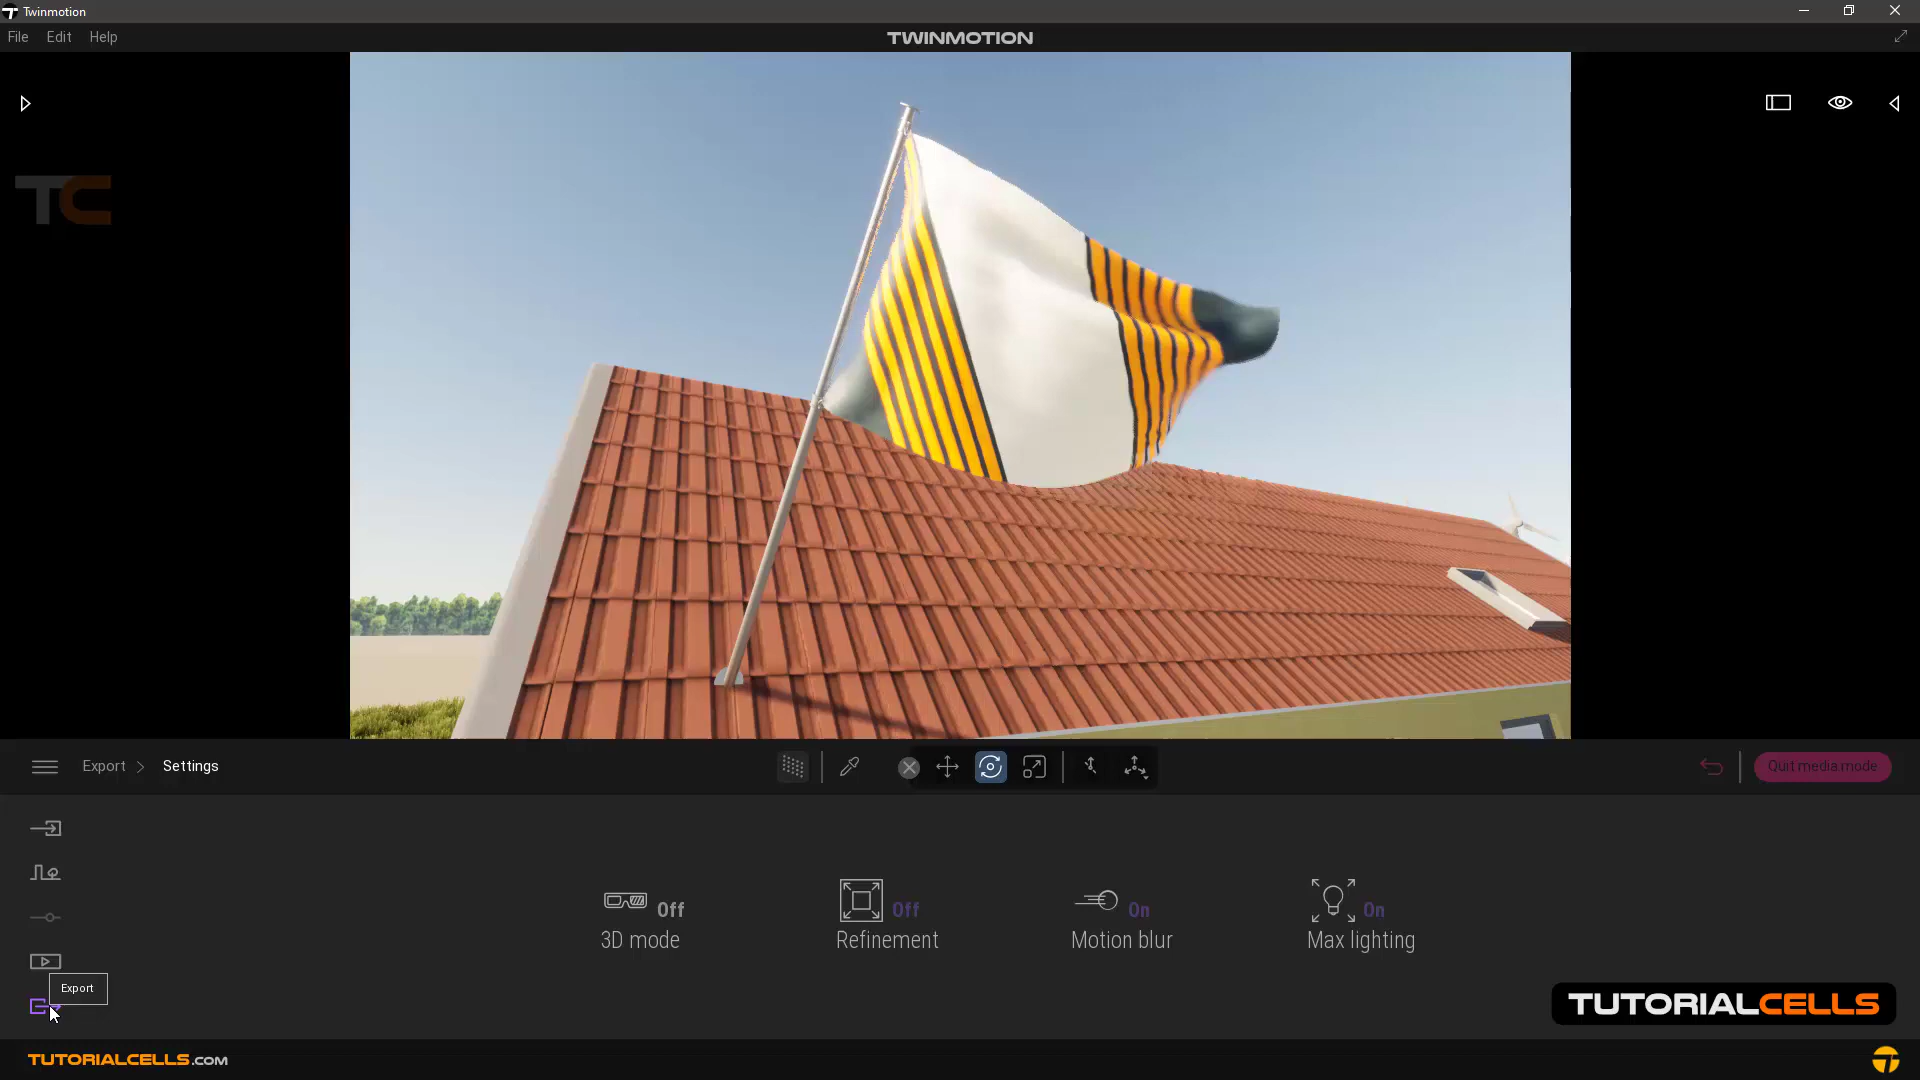 Twinmotion
File Edit Help
TWINMOTION
TC
Export Settings
Quit media mode
Off
Off
On
On
3D mode
Refinement
Motion blur
Max lighting
Export
TUTORIALCELLS
TUTORIALCELLS.COM